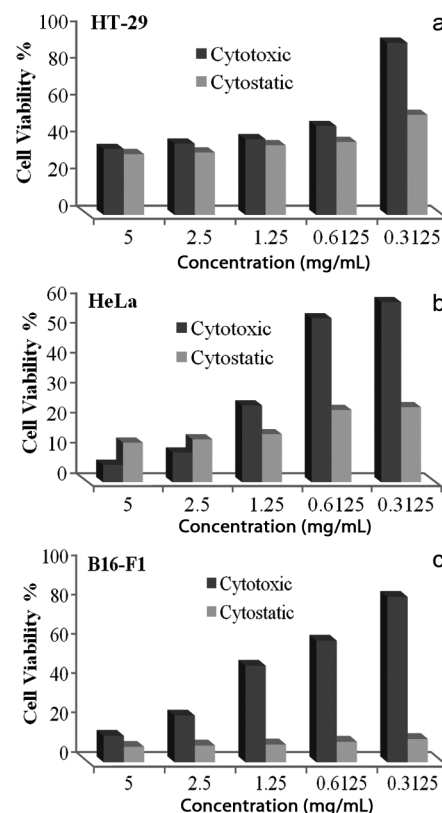 HT-29 a
100
80
60
40
20
0
Cell Viability %
Cytotoxic
Cytostatic
5 2.5 1.25 0.6125 0.3125
Concentration (mg/mL)
HeLa b
60
50
40
30
20
10
0
Cell Viability %
Cytotoxic
Cytostatic
5 2.5 1.25 0.6125 0.3125
Concentration (mg/mL)
B16-F1 c
100
80
60
40
20
0
Cell Viability %
Cytotoxic
Cytostatic
5 2.5 1.25 0.6125 0.3125
Concentration (mg/mL)